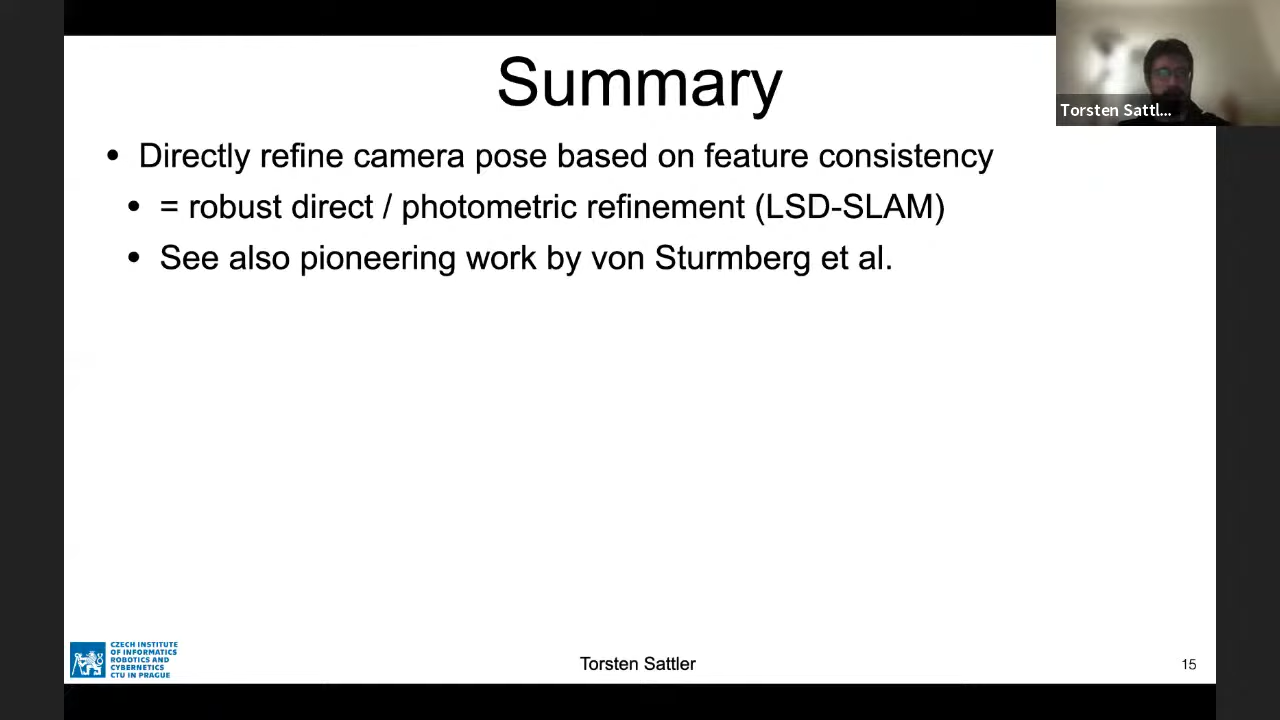 Summary
Torsten Sattl...
• Directly refine camera pose based on feature consistency
• = robust direct / photometric refinement (LSD-SLAM)
• See also pioneering work by von Sturmberg et al.
CZECH INSTITUTE
OF INFORMATICS
ROBOTICS AND
CYBERNETICS
CTU IN PRAGUE
Torsten Sattler
15